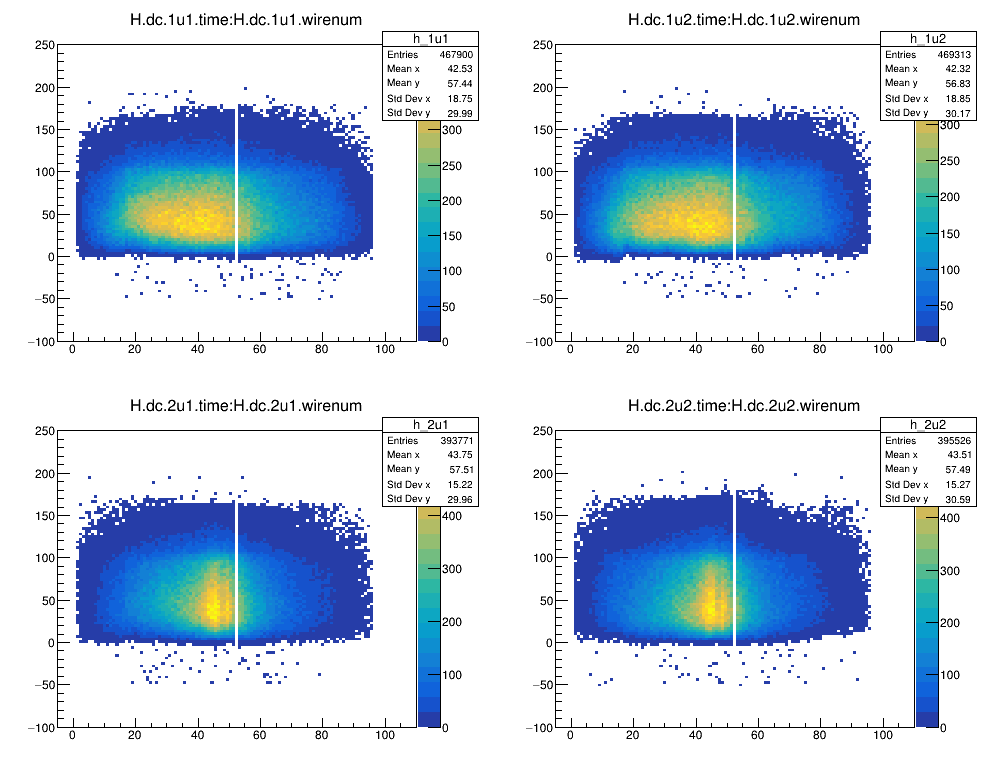 H.dc.1u1.time:H.dc.1u1.wirenum
h_1u1
Entries 467900
Mean x 42.53
Mean y 57.44
Std Dev x 18.75
Std Dev y 29.99
250
200
150
100
50
0
−50
−100
0 20 40 60 80 100
300
250
200
150
100
50
0
H.dc.1u2.time:H.dc.1u2.wirenum
h_1u2
Entries 469313
Mean x 42.32
Mean y 56.83
Std Dev x 18.85
Std Dev y 30.17
250
200
150
100
50
0
−50
−100
0 20 40 60 80 100
300
250
200
150
100
50
0
H.dc.2u1.time:H.dc.2u1.wirenum
h_2u1
Entries 393771
Mean x 43.75
Mean y 57.51
Std Dev x 15.22
Std Dev y 29.96
250
200
150
100
50
0
−50
−100
0 20 40 60 80 100
400
300
200
100
0
H.dc.2u2.time:H.dc.2u2.wirenum
h_2u2
Entries 395526
Mean x 43.51
Mean y 57.49
Std Dev x 15.27
Std Dev y 30.59
250
200
150
100
50
0
−50
−100
0 20 40 60 80 100
400
300
200
100
0